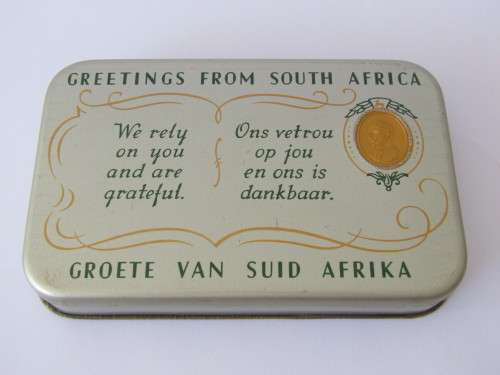 GREETINGS FROM SOUTH AFRICA
We rely
on you
and are
grateful.
Ons vetrou
op jou
en ons is
dankbaar.
GROETE VAN SUID AFRIKA